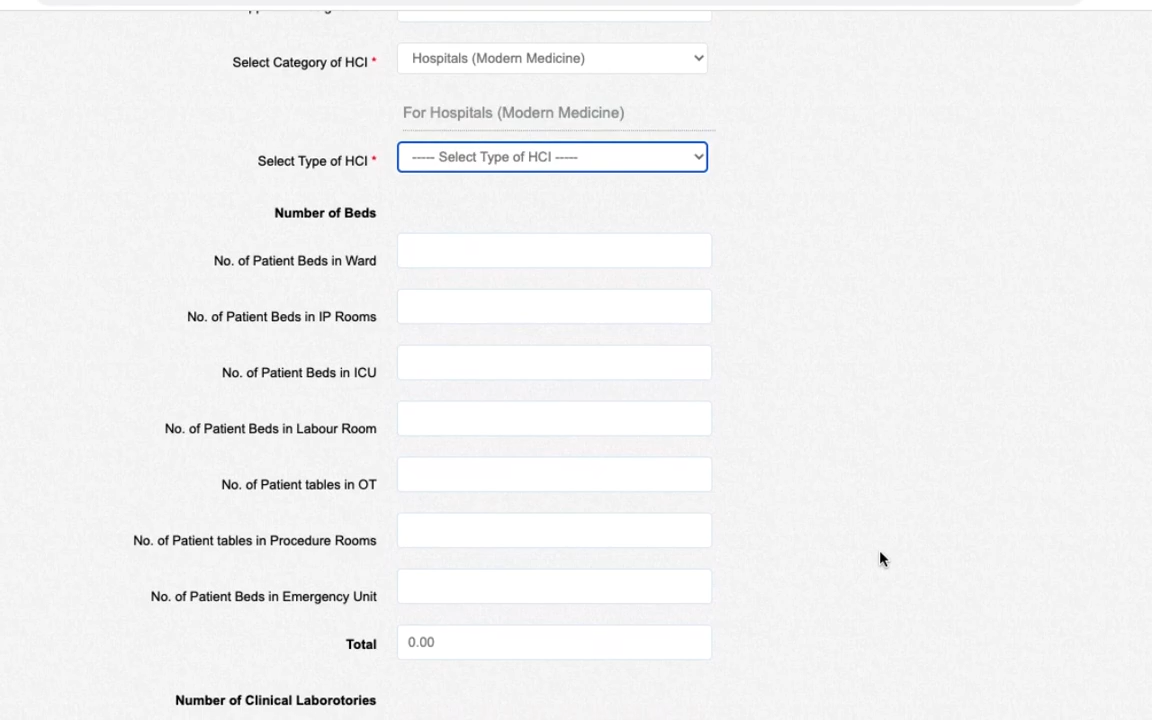 Select Category of HCI * Hospitals (Modern Medicine)
For Hospitals (Modern Medicine)
Select Type of HCI * ----- Select Type of HCI -----
Number of Beds
No. of Patient Beds in Ward
No. of Patient Beds in IP Rooms
No. of Patient Beds in ICU
No. of Patient Beds in Labour Room
No. of Patient tables in OT
No. of Patient tables in Procedure Rooms
No. of Patient Beds in Emergency Unit
Total 0.00
Number of Clinical Laborotories